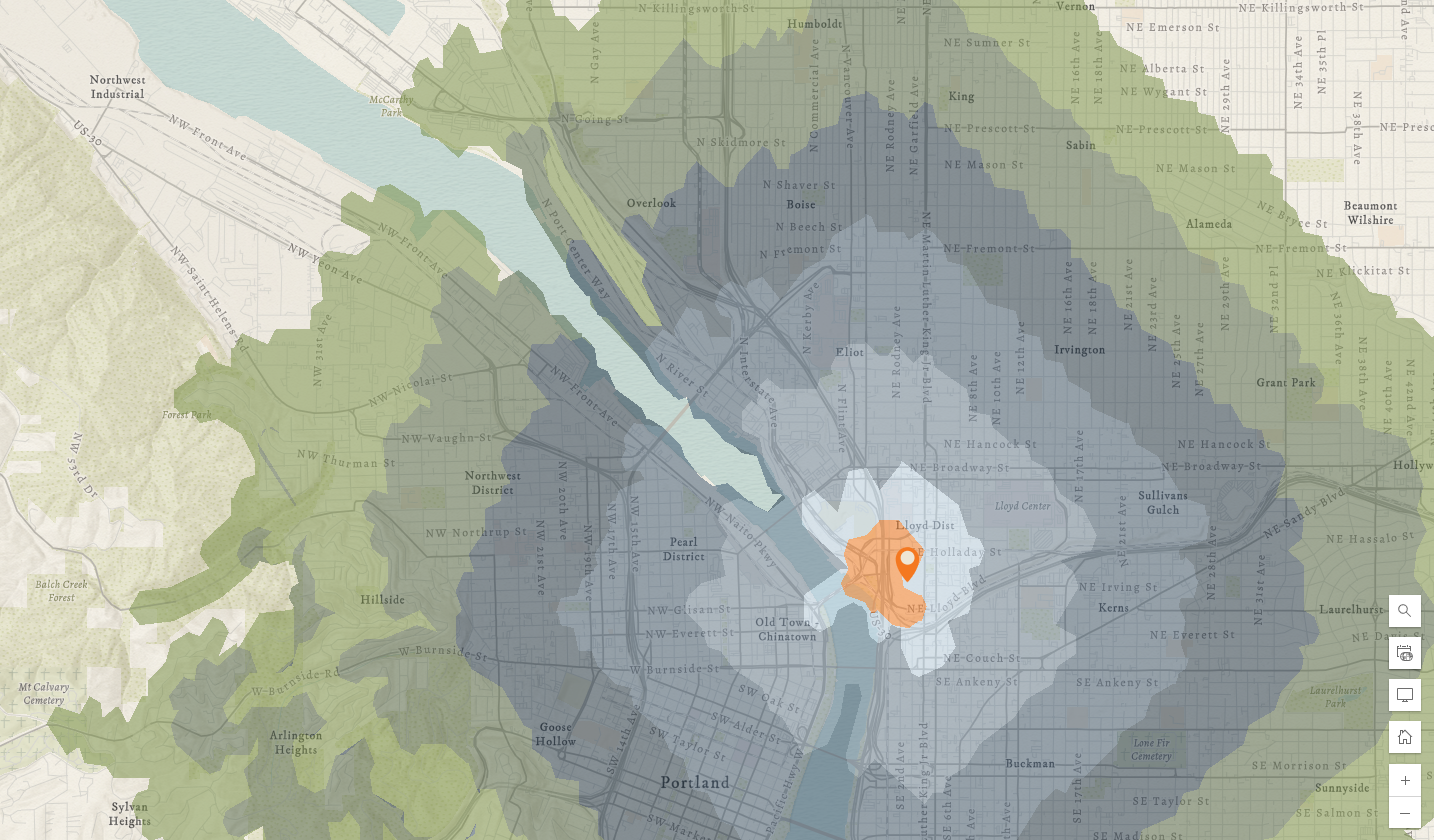 N Killingsworth St
Vernon
NE Killingsworth St
Humboldt
NE Emerson St
NE Sumner St
N Gay Ave
NE 16th Ave
NE 18th Ave
NE 34th Ave
NE 35th Pl
NE Alberta St
Northwest
Industrial
N Commercial Ave
N Vancouver Ave
NE Rodney Ave
NE Garfield Ave
King
NE Wygant St
NE 29th Ave
NE 38th Ave
McCarthy
Park
N Going St
US-30
NW Front Ave
NE Prescott St
NE Prescott St
N Skidmore St
Sabin
NE Mason St
NE Mason St
N Shaver St
Overlook
Boise
Beaumont
Wilshire
NE Bryce St
N Port Center Way
N Beech St
Alameda
NW Front Ave
NW Yeon Ave
NE Fremont St
NE Fremont St
NE Martin Luther King Jr Blvd
NE Klickitat St
NW Saint Helens Rd
NE 16th Ave
NE 18th Ave
NE 21st Ave
NE 23rd Ave
NE 25th Ave
NE 27th Ave
NE 29th Ave
NE 32nd Pl
NE 36th Ave
NE 38th Ave
NE 40th Ave
NE 42nd Ave
NW 31st Ave
N Kerby Ave
NE Rodney Ave
Eliot
NE 8th Ave
NE 10th Ave
NE 12th Ave
Irvington
N River St
N Interstate Ave
Grant Park
NW Nicolai St
NW Front Ave
N Flint Ave
Forest Park
NW Vaughn St
NE Hancock St
NE Hancock St
NE 17th Ave
NW 53rd Dr
NW Thurman St
NE Broadway St
NE Broadway St
Northwest
District
NW 20th Ave
Sullivans
Gulch
Lloyd Center
NW Naito Pkwy
NE Sandy Blvd
Lloyd Dist
NW Northrup St
NW 21st Ave
NW 19th Ave
NW 17th Ave
NW 15th Ave
Pearl
District
NE Holladay St
NE 21st Ave
NE 28th Ave
NE 31st Ave
NE Hassalo St
Balch Creek
Forest
Hillside
NE Irving St
NW Glisan St
NE Lloyd Blvd
Kerns
Laurelhurst
Old Town -
Chinatown
US-30
NW Everett St
NE Everett St
NE Davis St
W Burnside St
W Burnside St
NE Couch St
Mt Calvary
Cemetery
W Burnside Rd
SE Ankeny St
SE Ankeny St
SW Oak St
Laurelhurst
Park
Arlington
Heights
Goose
Hollow
SW 14th Ave
SW Alder St
SW Taylor St
Lone Fir
Cemetery
Buckman
SE Morrison St
Portland
Pacific Hwy W
SE 2nd Ave
SE 6th Ave
SE 17th Ave
Sunnyside
Sylvan
Heights
SE Taylor St
SE Salmon St
SE Madison St